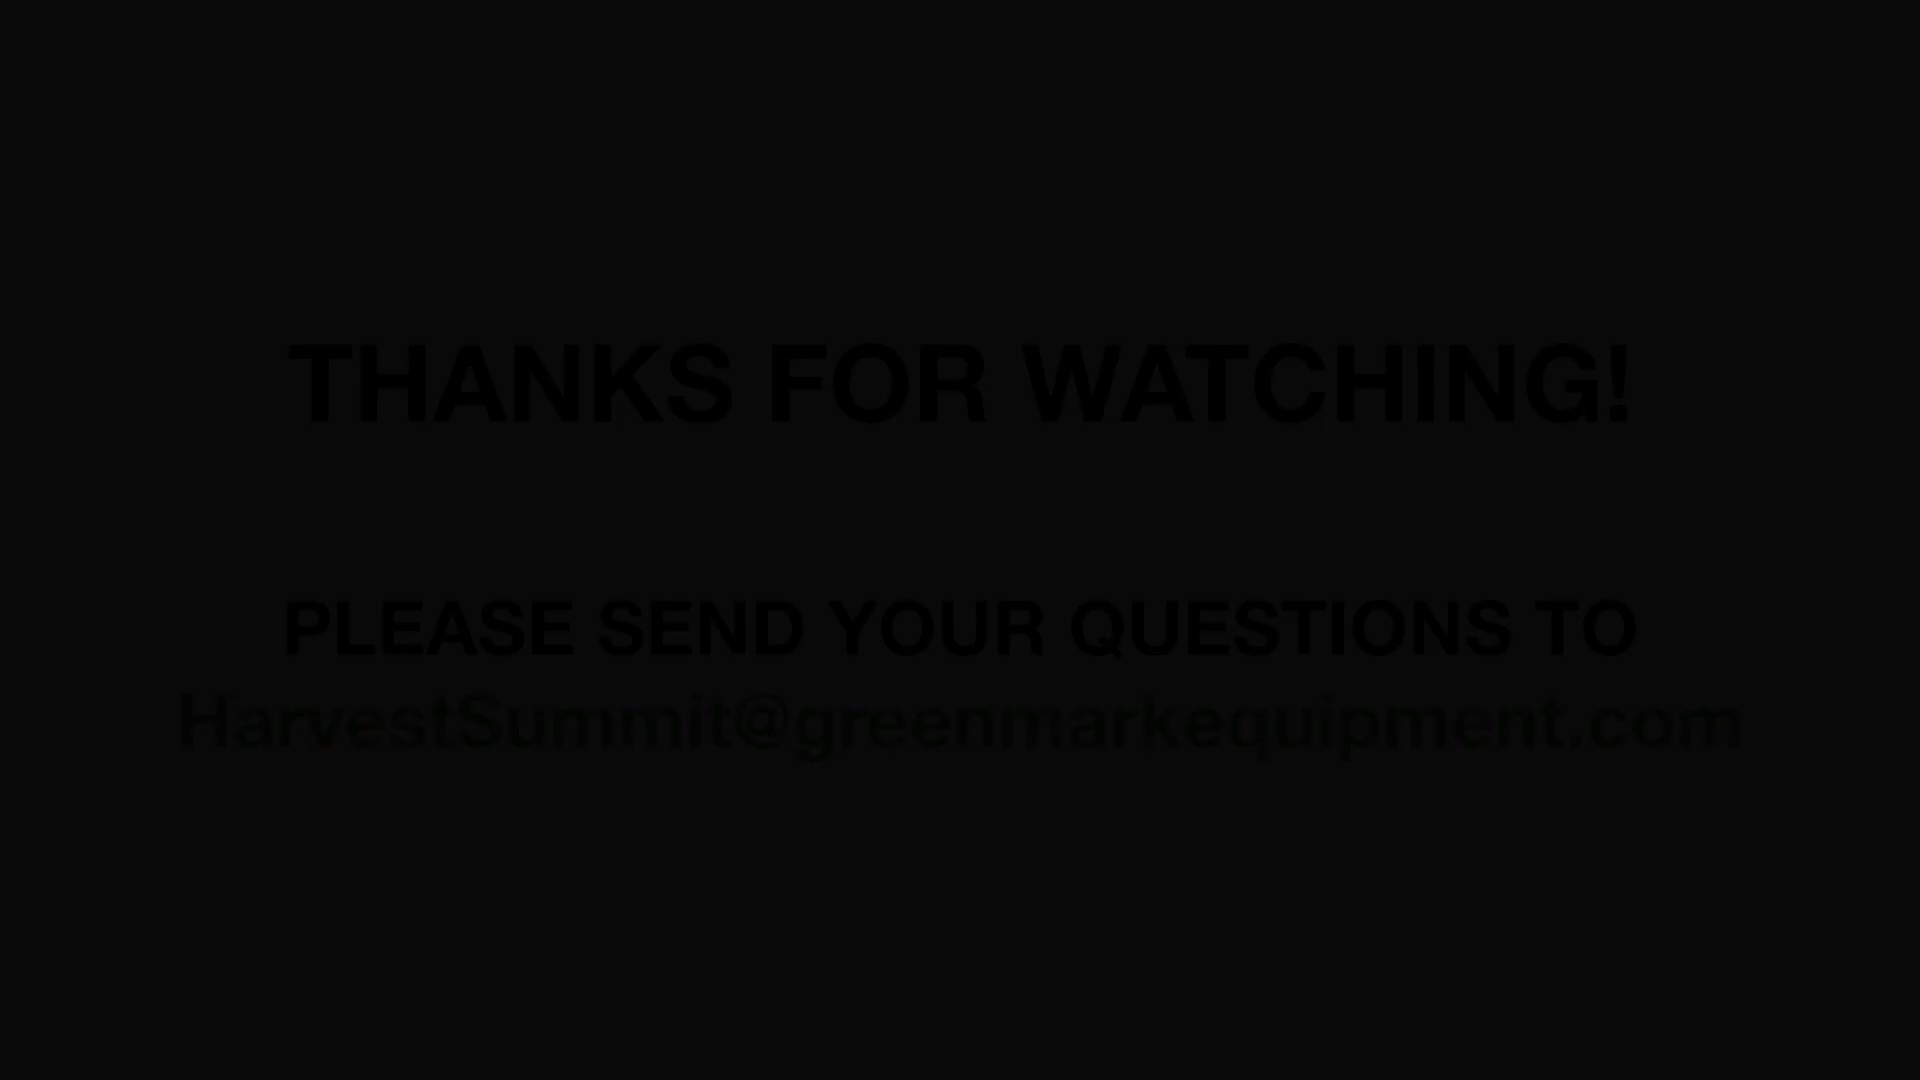 THANKS FOR WATCHING!
PLEASE SEND YOUR QUESTIONS TO
HarvestSummit@greenmarkequipment.com